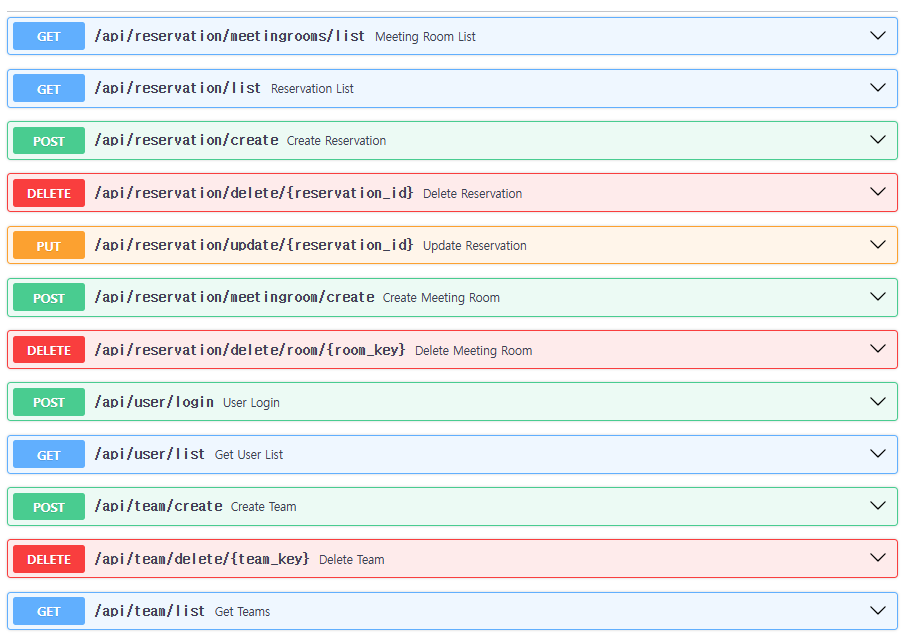 GET /api/reservation/meetingrooms/list Meeting Room List
GET /api/reservation/list Reservation List
POST /api/reservation/create Create Reservation
DELETE /api/reservation/delete/{reservation_id} Delete Reservation
PUT /api/reservation/update/{reservation_id} Update Reservation
POST /api/reservation/meetingroom/create Create Meeting Room
DELETE /api/reservation/delete/room/{room_key} Delete Meeting Room
POST /api/user/login User Login
GET /api/user/list Get User List
POST /api/team/create Create Team
DELETE /api/team/delete/{team_key} Delete Team
GET /api/team/list Get Teams